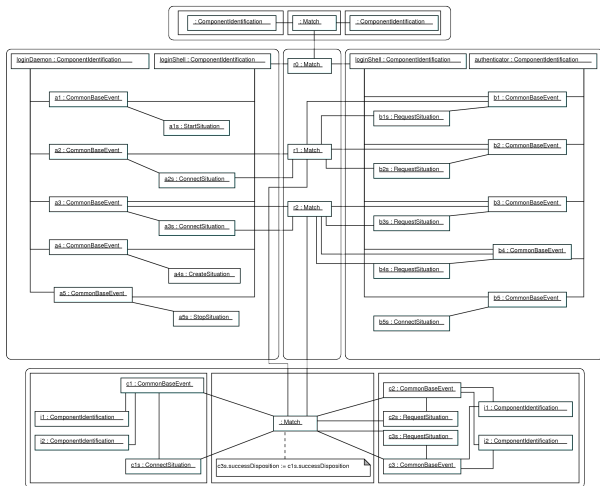 : ComponentIdentification
: Match
: ComponentIdentification
loginDaemon : ComponentIdentification
loginShell : ComponentIdentification
r0 : Match
loginShell : ComponentIdentification
authenticator : ComponentIdentification
a1 : CommonBaseEvent
a1s : StartSituation
b1 : CommonBaseEvent
b1s : RequestSituation
a2 : CommonBaseEvent
a2s : ConnectSituation
r1 : Match
b2 : CommonBaseEvent
b2s : RequestSituation
a3 : CommonBaseEvent
a3s : ConnectSituation
r2 : Match
b3 : CommonBaseEvent
b3s : RequestSituation
a4 : CommonBaseEvent
a4s : CreateSituation
b4 : CommonBaseEvent
b4s : RequestSituation
a5 : CommonBaseEvent
a5s : StopSituation
b5 : CommonBaseEvent
b5s : ConnectSituation
c1 : CommonBaseEvent
i1 : ComponentIdentification
i2 : ComponentIdentification
c1s : ConnectSituation
: Match
c3s.successDisposition := c1s.successDisposition
c2 : CommonBaseEvent
i1 : ComponentIdentification
c2s : RequestSituation
c3s : RequestSituation
i2 : ComponentIdentification
c3 : CommonBaseEvent